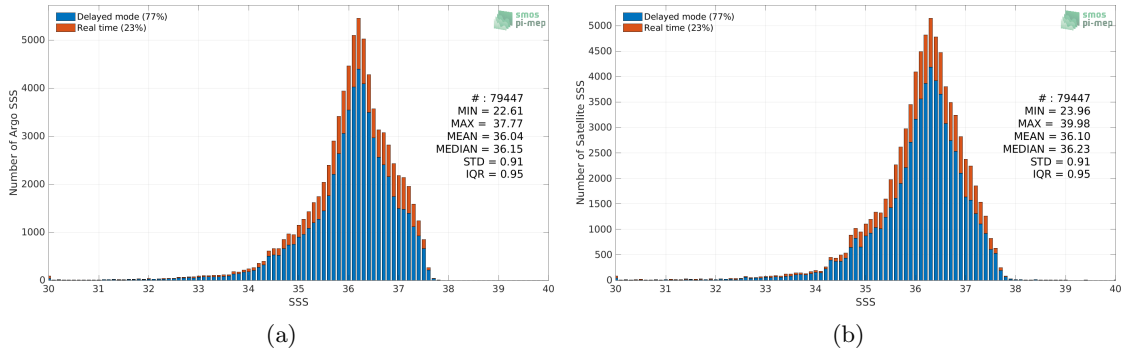 Delayed mode (77%)
Real time (23%)
smos
pi-mep
Number of Argo SSS
5000
4000
3000
2000
1000
0
# : 79447
MIN = 22.61
MAX = 37.77
MEAN = 36.04
MEDIAN = 36.15
STD = 0.91
IQR = 0.95
30 31 32 33 34 35 36 37 38 39 40
SSS
(a)
Delayed mode (77%)
Real time (23%)
smos
pi-mep
Number of Satellite SSS
5000
4500
4000
3500
3000
2500
2000
1500
1000
500
0
# : 79447
MIN = 23.96
MAX = 39.98
MEAN = 36.10
MEDIAN = 36.23
STD = 0.91
IQR = 0.95
30 31 32 33 34 35 36 37 38 39 40
SSS
(b)